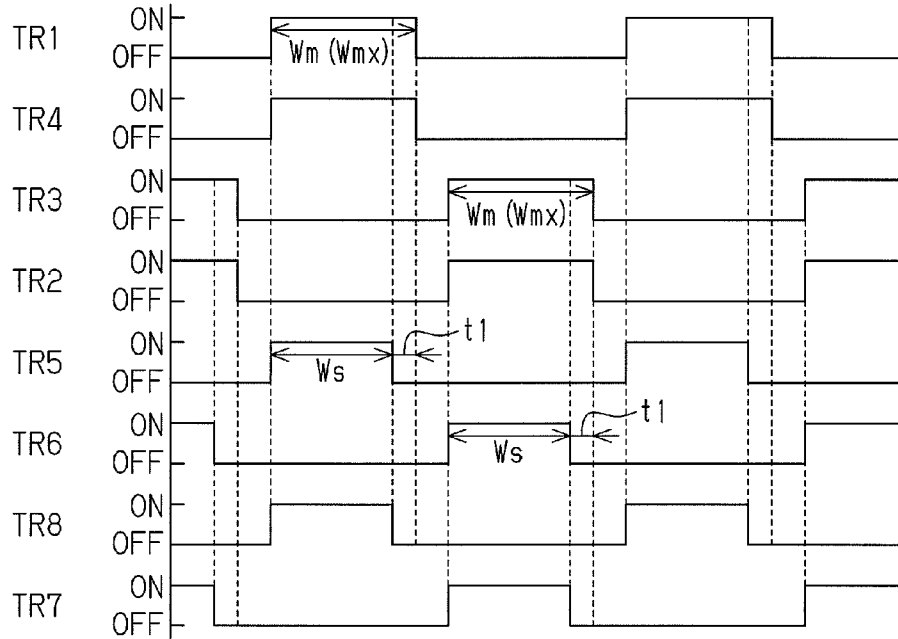 TR1 ON
OFF
Wm (Wmx)
TR4 ON
OFF
TR3 ON
OFF
Wm (Wmx)
TR2 ON
OFF
TR5 ON
OFF
Ws
t1
TR6 ON
OFF
Ws
t1
TR8 ON
OFF
TR7 ON
OFF